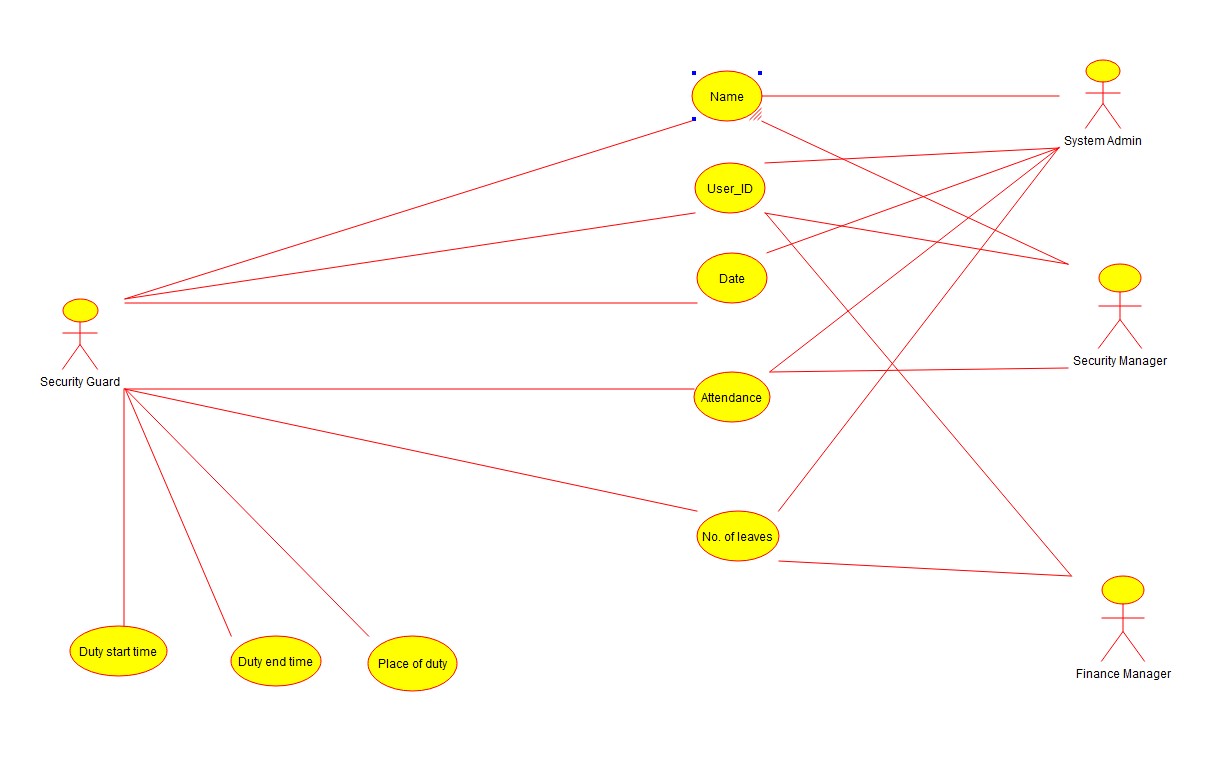 Name
System Admin
User_ID
Date
Security Manager
Security Guard
Attendance
No. of leaves
Duty start time
Duty end time
Place of duty
Finance Manager